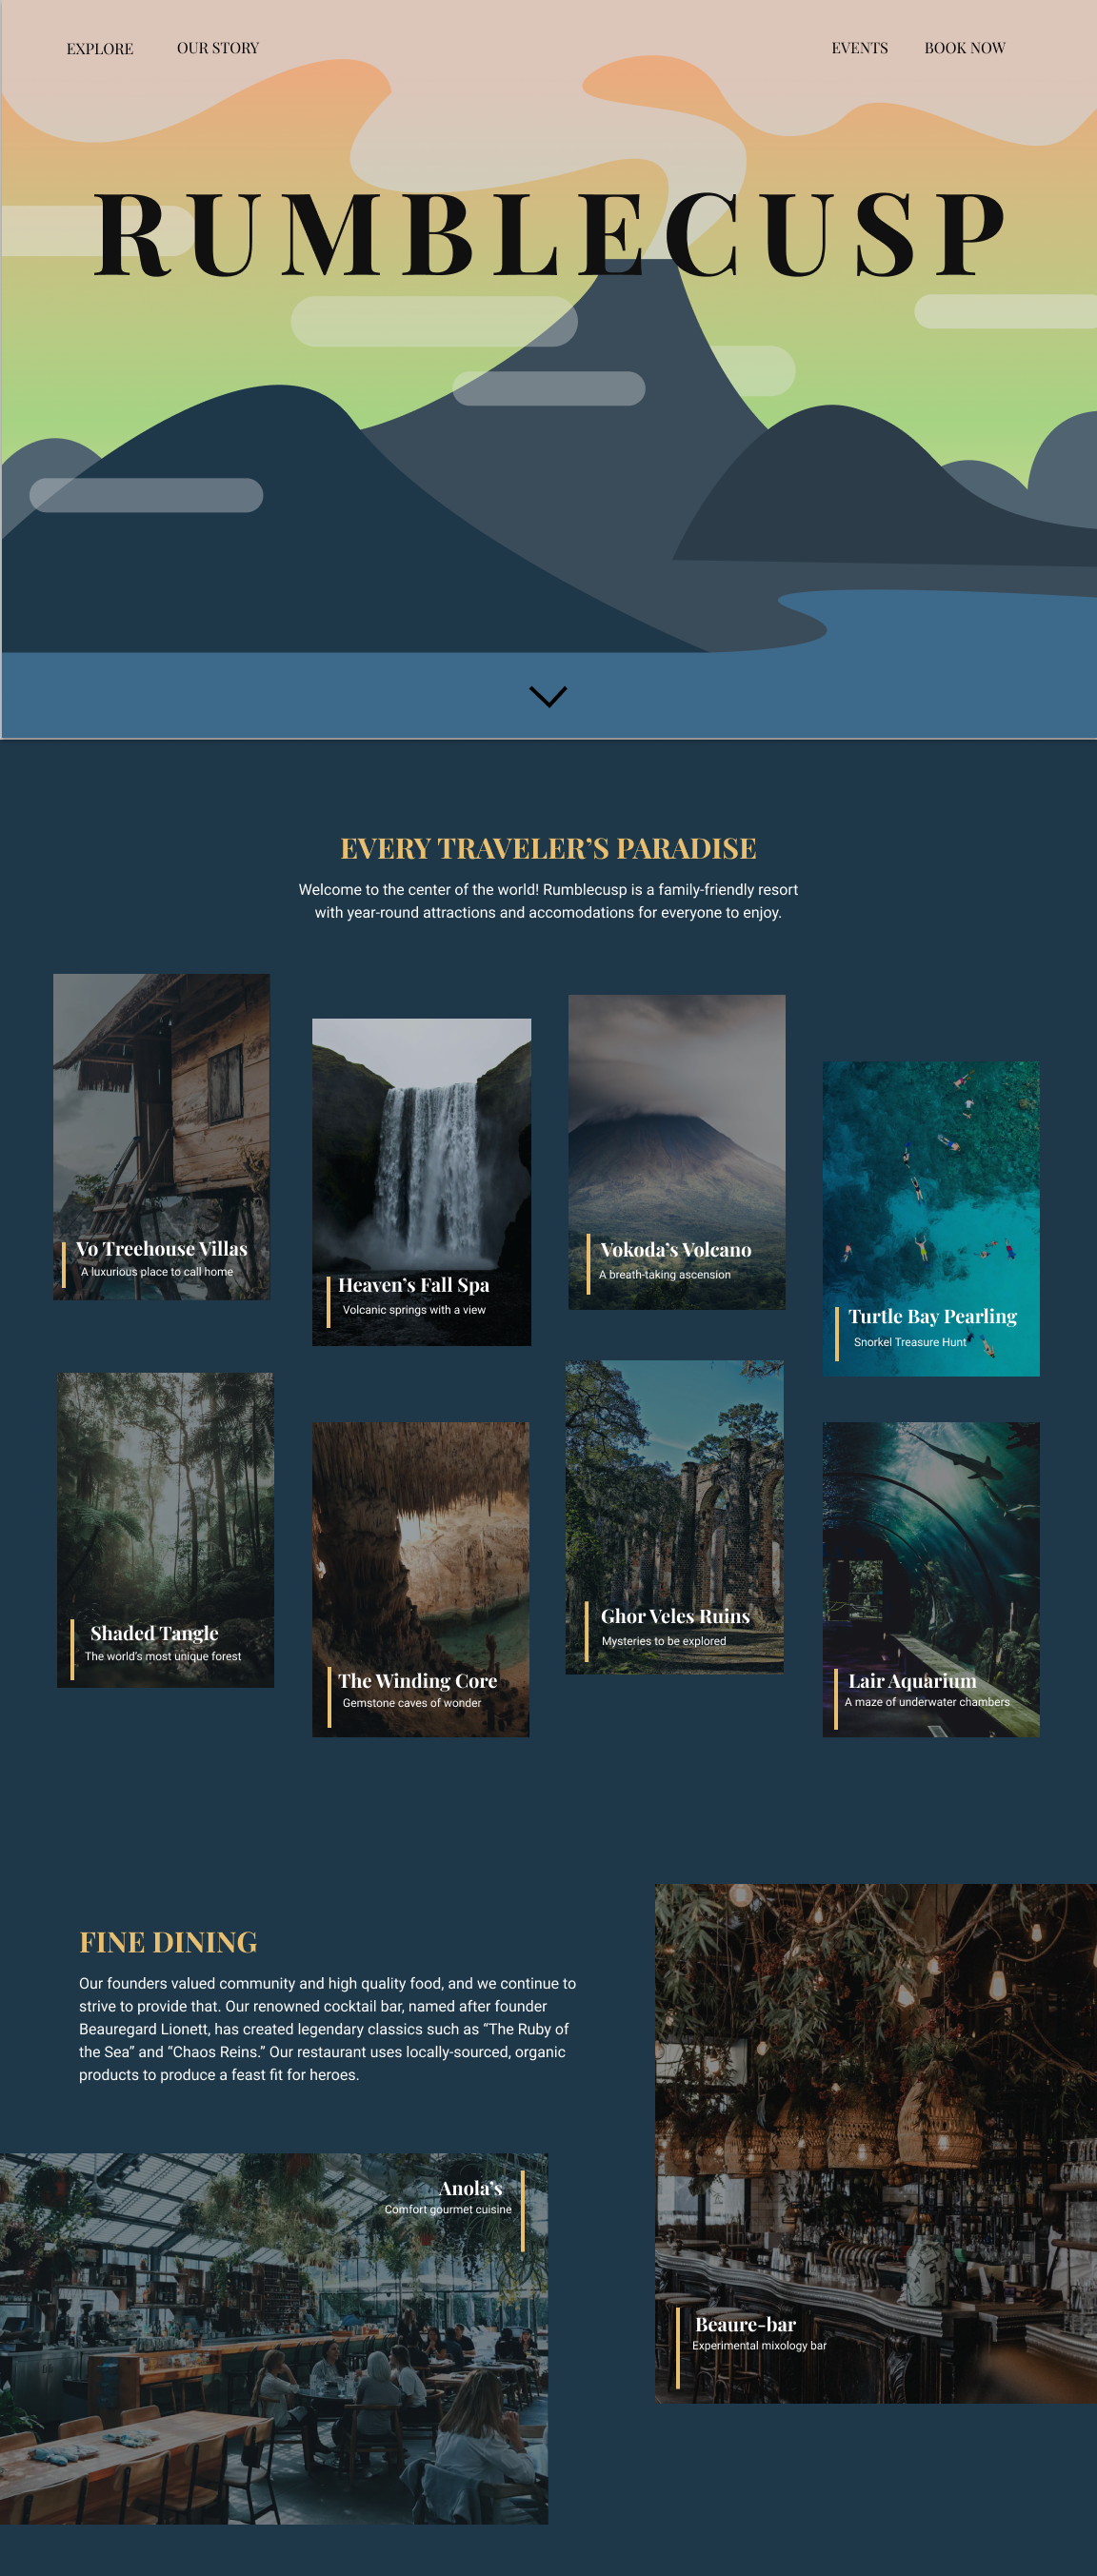 EXPLORE
OUR STORY
EVENTS
BOOK NOW
RUMBLECUSP
EVERY TRAVELER’S PARADISE
Welcome to the center of the world! Rumblecusp is a family-friendly resort
with year-round attractions and accomodations for everyone to enjoy.
Vo Treehouse Villas
A luxurious place to call home
Heaven’s Fall Spa
Volcanic springs with a view
Vokoda’s Volcano
A breath-taking ascension
Turtle Bay Pearling
Snorkel Treasure Hunt
Shaded Tangle
The world’s most unique forest
The Winding Core
Gemstone caves of wonder
Ghor Veles Ruins
Mysteries to be explored
Lair Aquarium
A maze of underwater chambers
FINE DINING
Our founders valued community and high quality food, and we continue to
strive to provide that. Our renowned cocktail bar, named after founder
Beauregard Lionett, has created legendary classics such as “The Ruby of
the Sea” and “Chaos Reins.” Our restaurant uses locally-sourced, organic
products to produce a feast fit for heroes.
Anola’s
Comfort gourmet cuisine
Beaure-bar
Experimental mixology bar